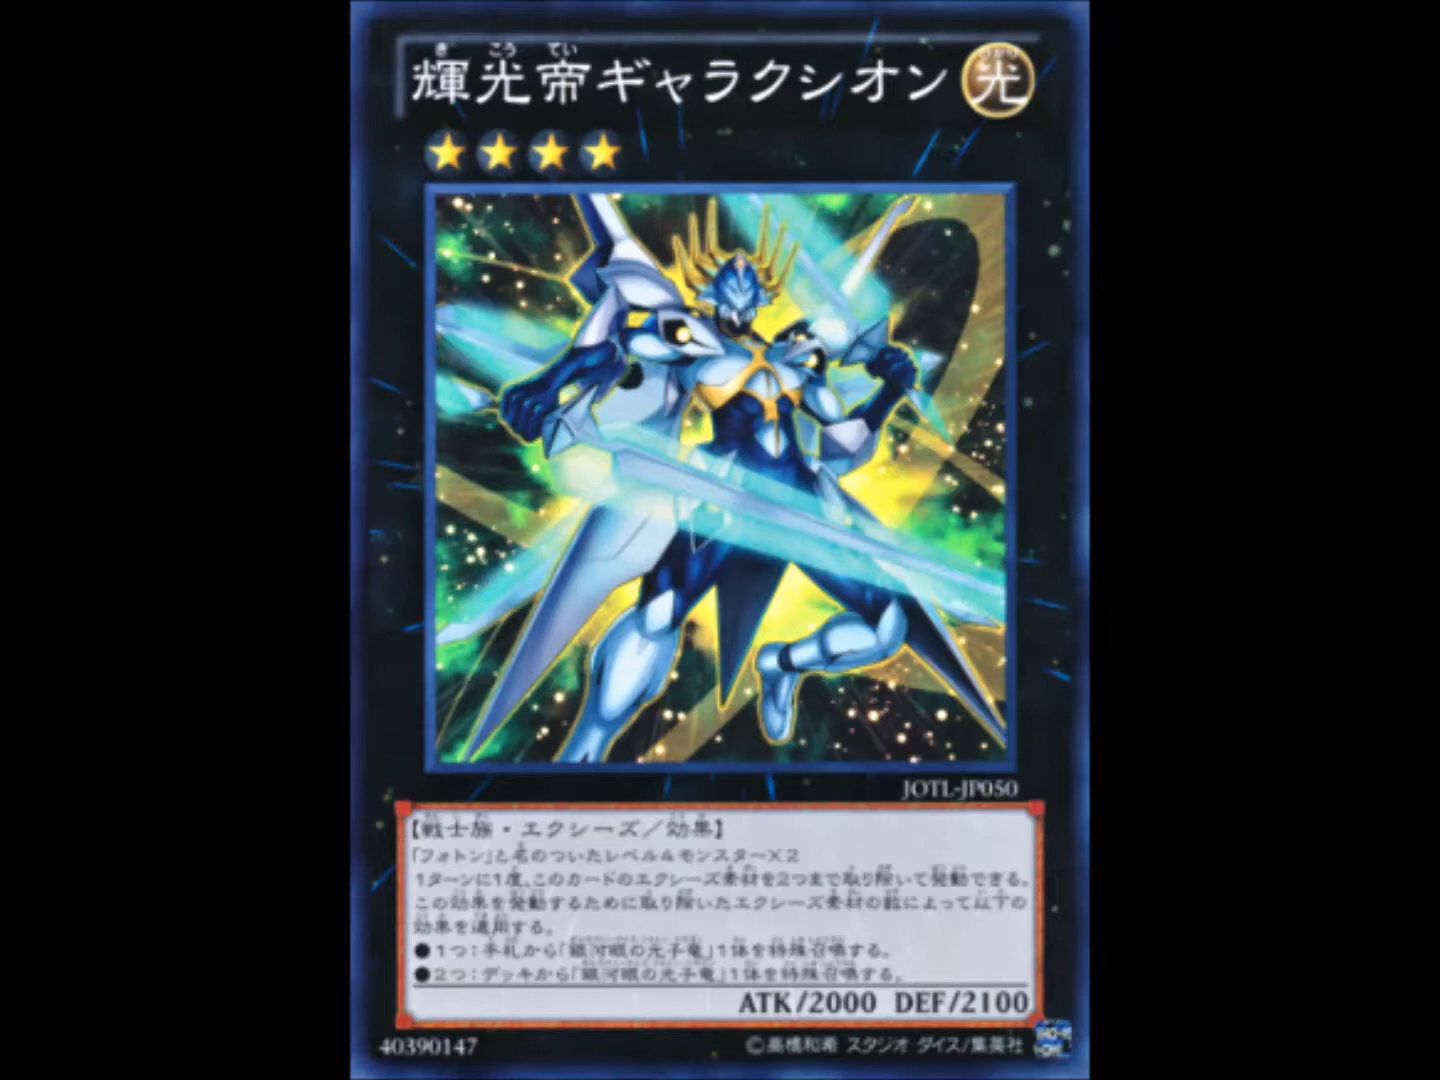 輝光帝ギャラクシオン 光
JOTL-JP050
【戦士族・エクシーズ/効果】
「フォトン」と名のついたレベル4モンスター×2
1ターンに1度、このカードのエクシーズ素材を2つまで取り除いて発動できる。
この効果を発動するために取り除いたエクシーズ素材の数によって以下の
効果を適用する。
●1つ:手札から「銀河眼の光子竜」1体を特殊召喚する。
●2つ:デッキから「銀河眼の光子竜」1体を特殊召喚する。
ATK/2000 DEF/2100
40390147 ©高橋和希 スタジオ・ダイス/集英社